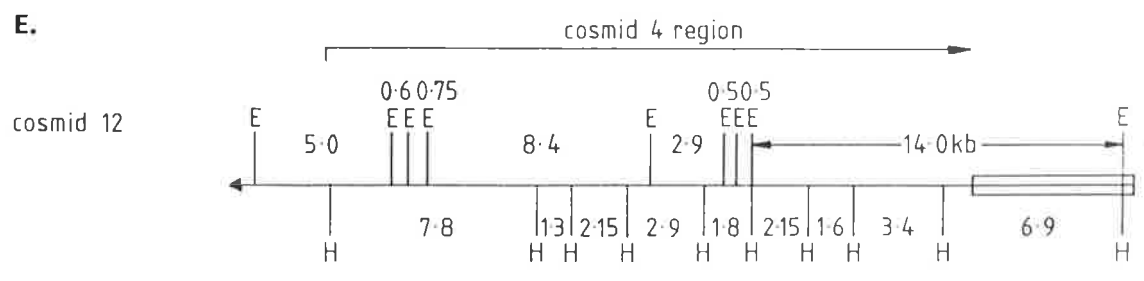 E.
cosmid 4 region
0·6 0·75 0·5 0·5
cosmid 12
E E E E E E E E E
5·0 8·4 2·9 14·0kb
7·8 1·3 2·15 2·9 1·8 2·15 1·6 3·4 6·9
H H H H H H H H H H